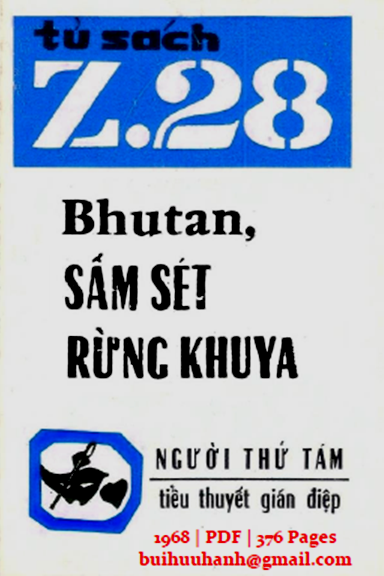 tủ sách
Z.28
Bhutan,
SẤM SÉT
RỪNG KHUYA
NGƯỜI THỨ TÁM
tiểu thuyết gián điệp
1968 | PDF | 376 Pages
buihuuhanh@gmail.com